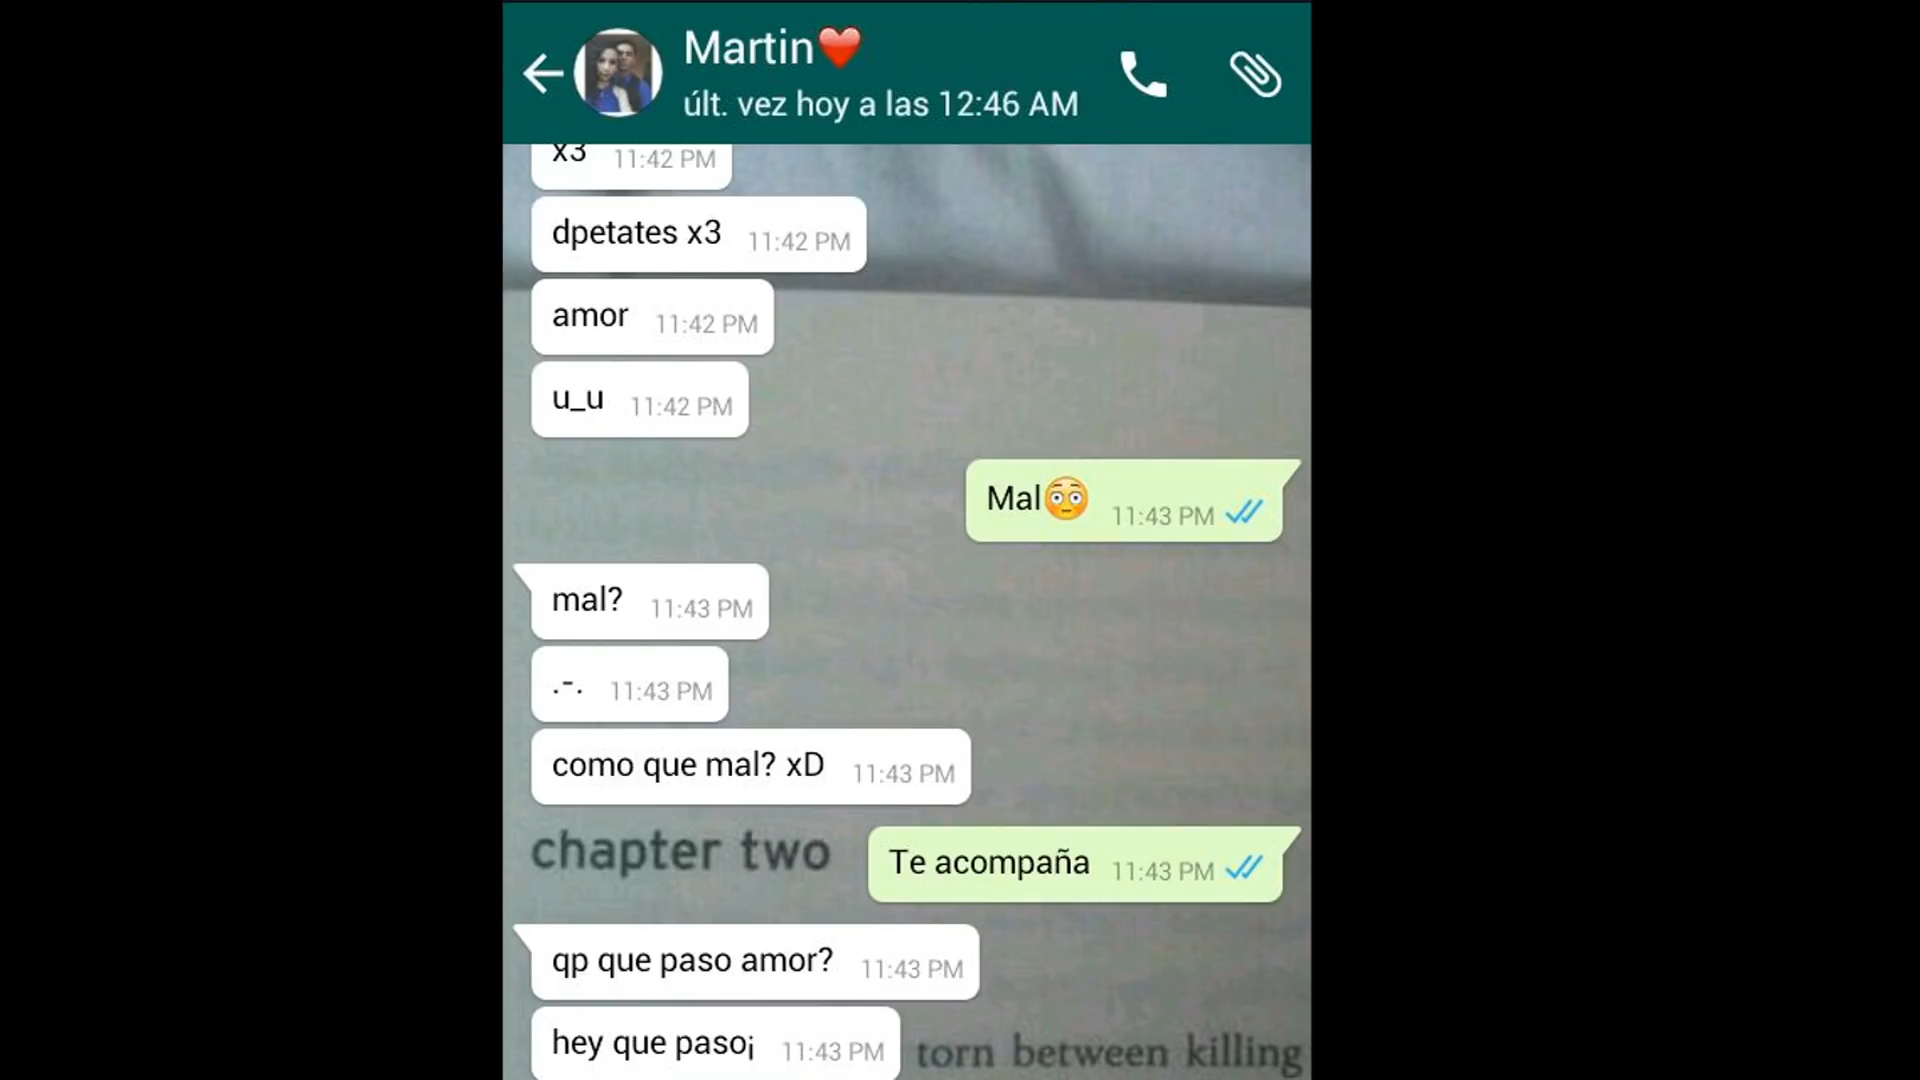 Martin❤️
últ. vez hoy a las 12:46 AM
x3 11:42 PM
dpetates x3 11:42 PM
amor 11:42 PM
u_u 11:42 PM
Mal😳 11:43 PM
mal? 11:43 PM
.-. 11:43 PM
como que mal? xD 11:43 PM
chapter two
Te acompaña 11:43 PM
qp que paso amor? 11:43 PM
hey que paso¡ 11:43 PM
torn between killing